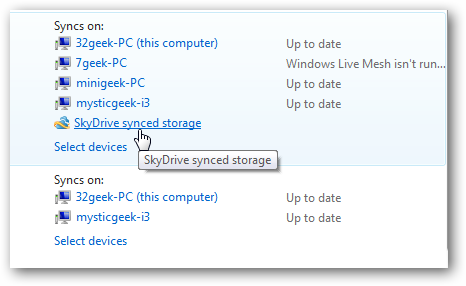 Syncs on:
32geek-PC (this computer) Up to date
7geek-PC Windows Live Mesh isn't run...
minigeek-PC Up to date
mysticgeek-i3 Up to date
SkyDrive synced storage
Select devices
SkyDrive synced storage
Syncs on:
32geek-PC (this computer) Up to date
mysticgeek-i3 Up to date
Select devices